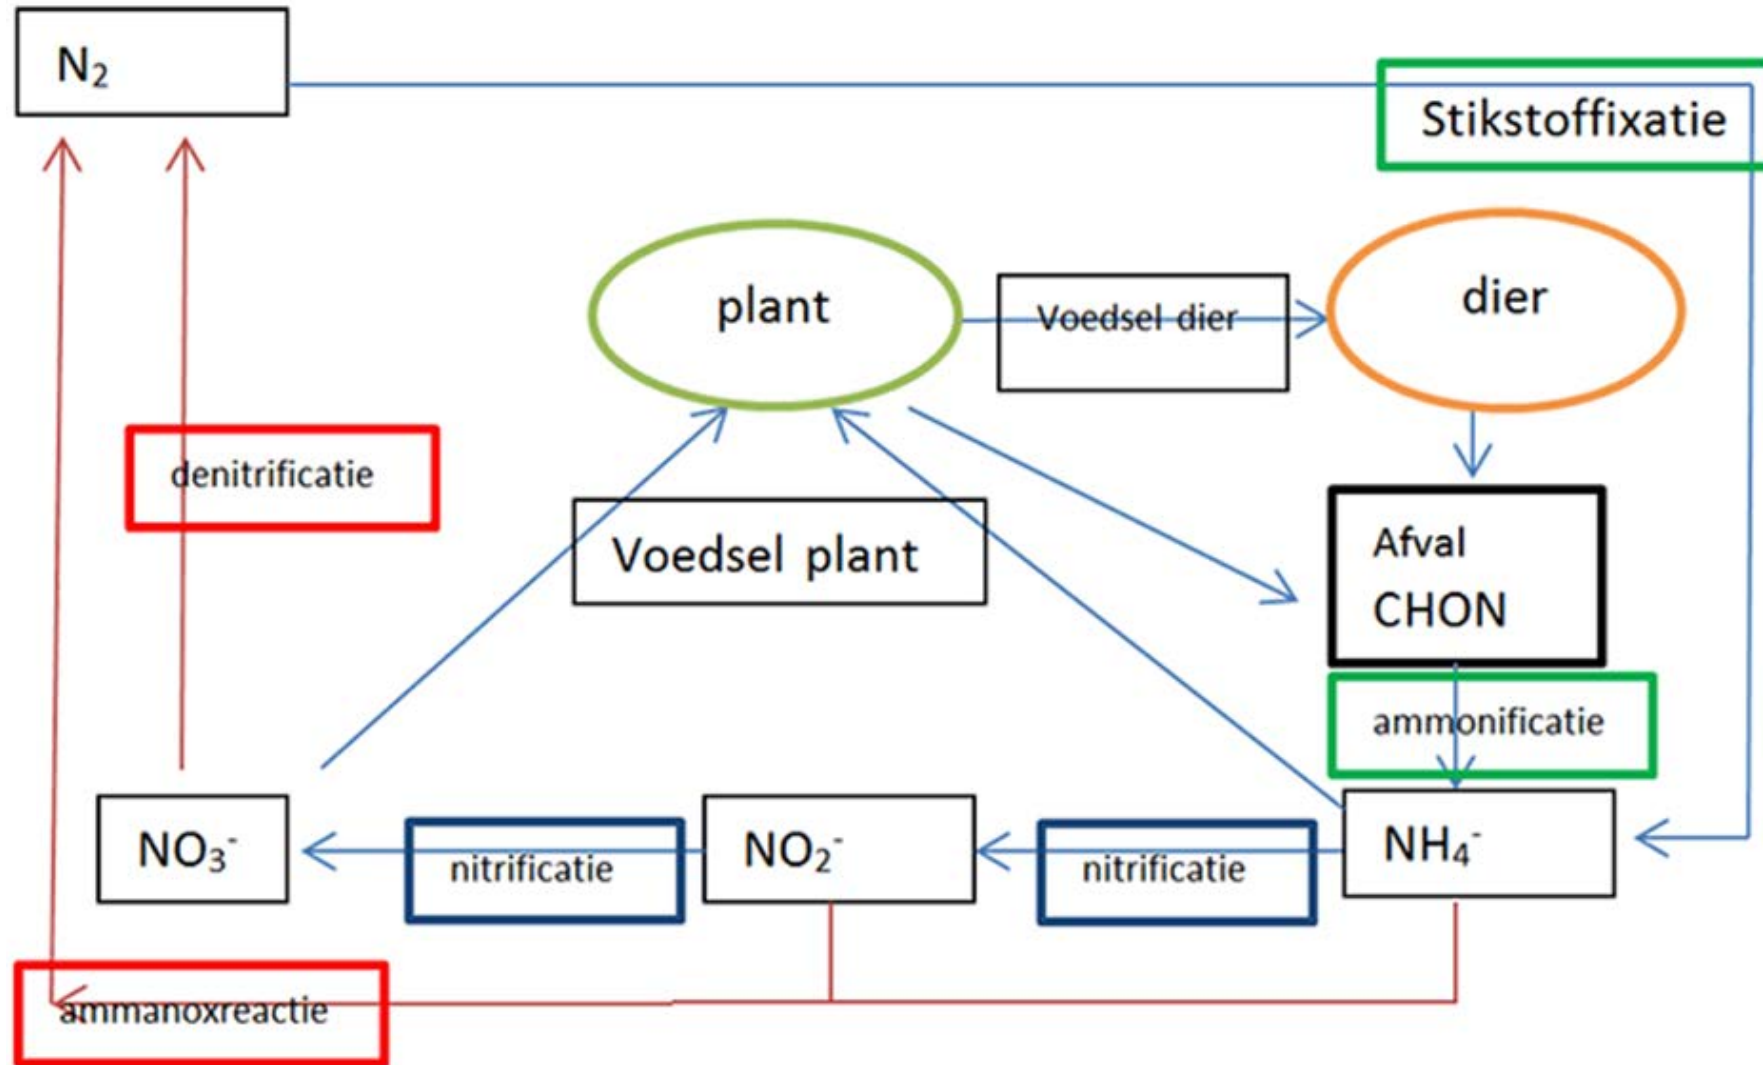 N₂
Stikstoffixatie
plant
Voedsel dier
dier
denitrificatie
Voedsel plant
Afval
CHON
ammonificatie
NO₃⁻
nitrificatie
NO₂⁻
nitrificatie
NH₄⁻
ammanoxreactie